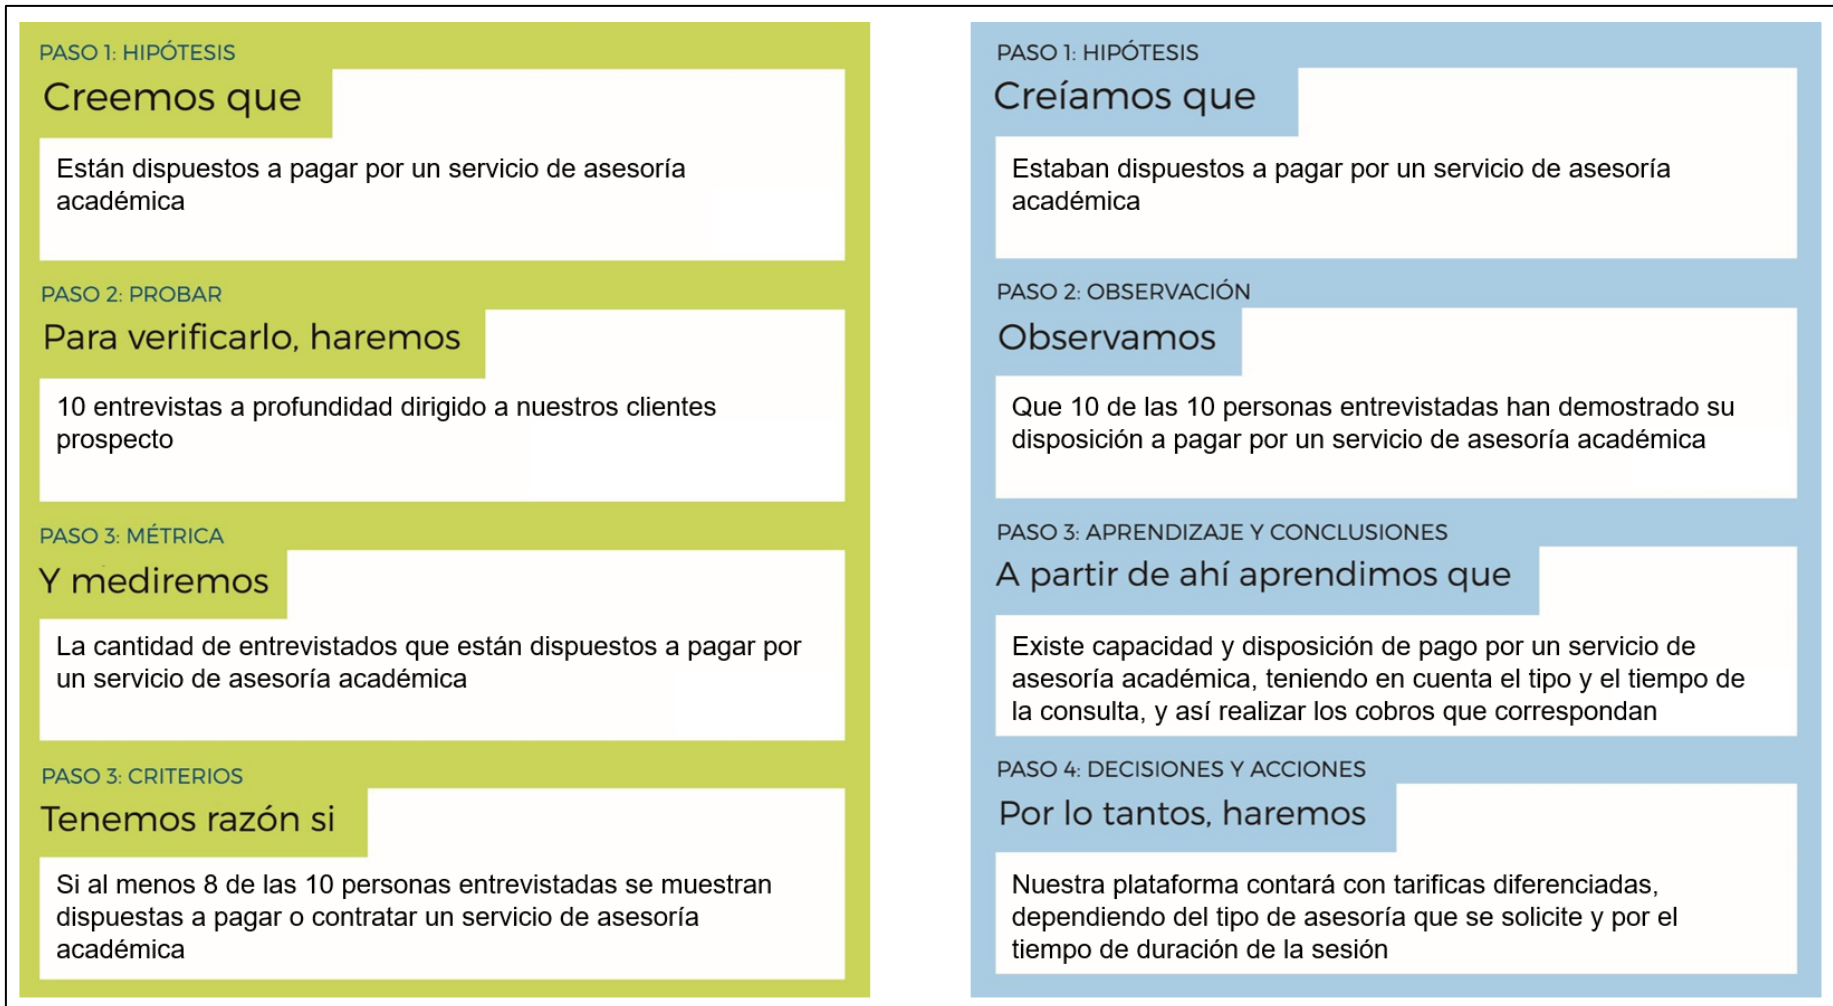 PASO 1: HIPÓTESIS
Creemos que
Están dispuestos a pagar por un servicio de asesoría
académica
PASO 2: PROBAR
Para verificarlo, haremos
10 entrevistas a profundidad dirigido a nuestros clientes
prospecto
PASO 3: MÉTRICA
Y mediremos
La cantidad de entrevistados que están dispuestos a pagar por
un servicio de asesoría académica
PASO 3: CRITERIOS
Tenemos razón si
Si al menos 8 de las 10 personas entrevistadas se muestran
dispuestas a pagar o contratar un servicio de asesoría
académica
PASO 1: HIPÓTESIS
Creíamos que
Estaban dispuestos a pagar por un servicio de asesoría
académica
PASO 2: OBSERVACIÓN
Observamos
Que 10 de las 10 personas entrevistadas han demostrado su
disposición a pagar por un servicio de asesoría académica
PASO 3: APRENDIZAJE Y CONCLUSIONES
A partir de ahí aprendimos que
Existe capacidad y disposición de pago por un servicio de
asesoría académica, teniendo en cuenta el tipo y el tiempo de
la consulta, y así realizar los cobros que correspondan
PASO 4: DECISIONES Y ACCIONES
Por lo tantos, haremos
Nuestra plataforma contará con tarificas diferenciadas,
dependiendo del tipo de asesoría que se solicite y por el
tiempo de duración de la sesión